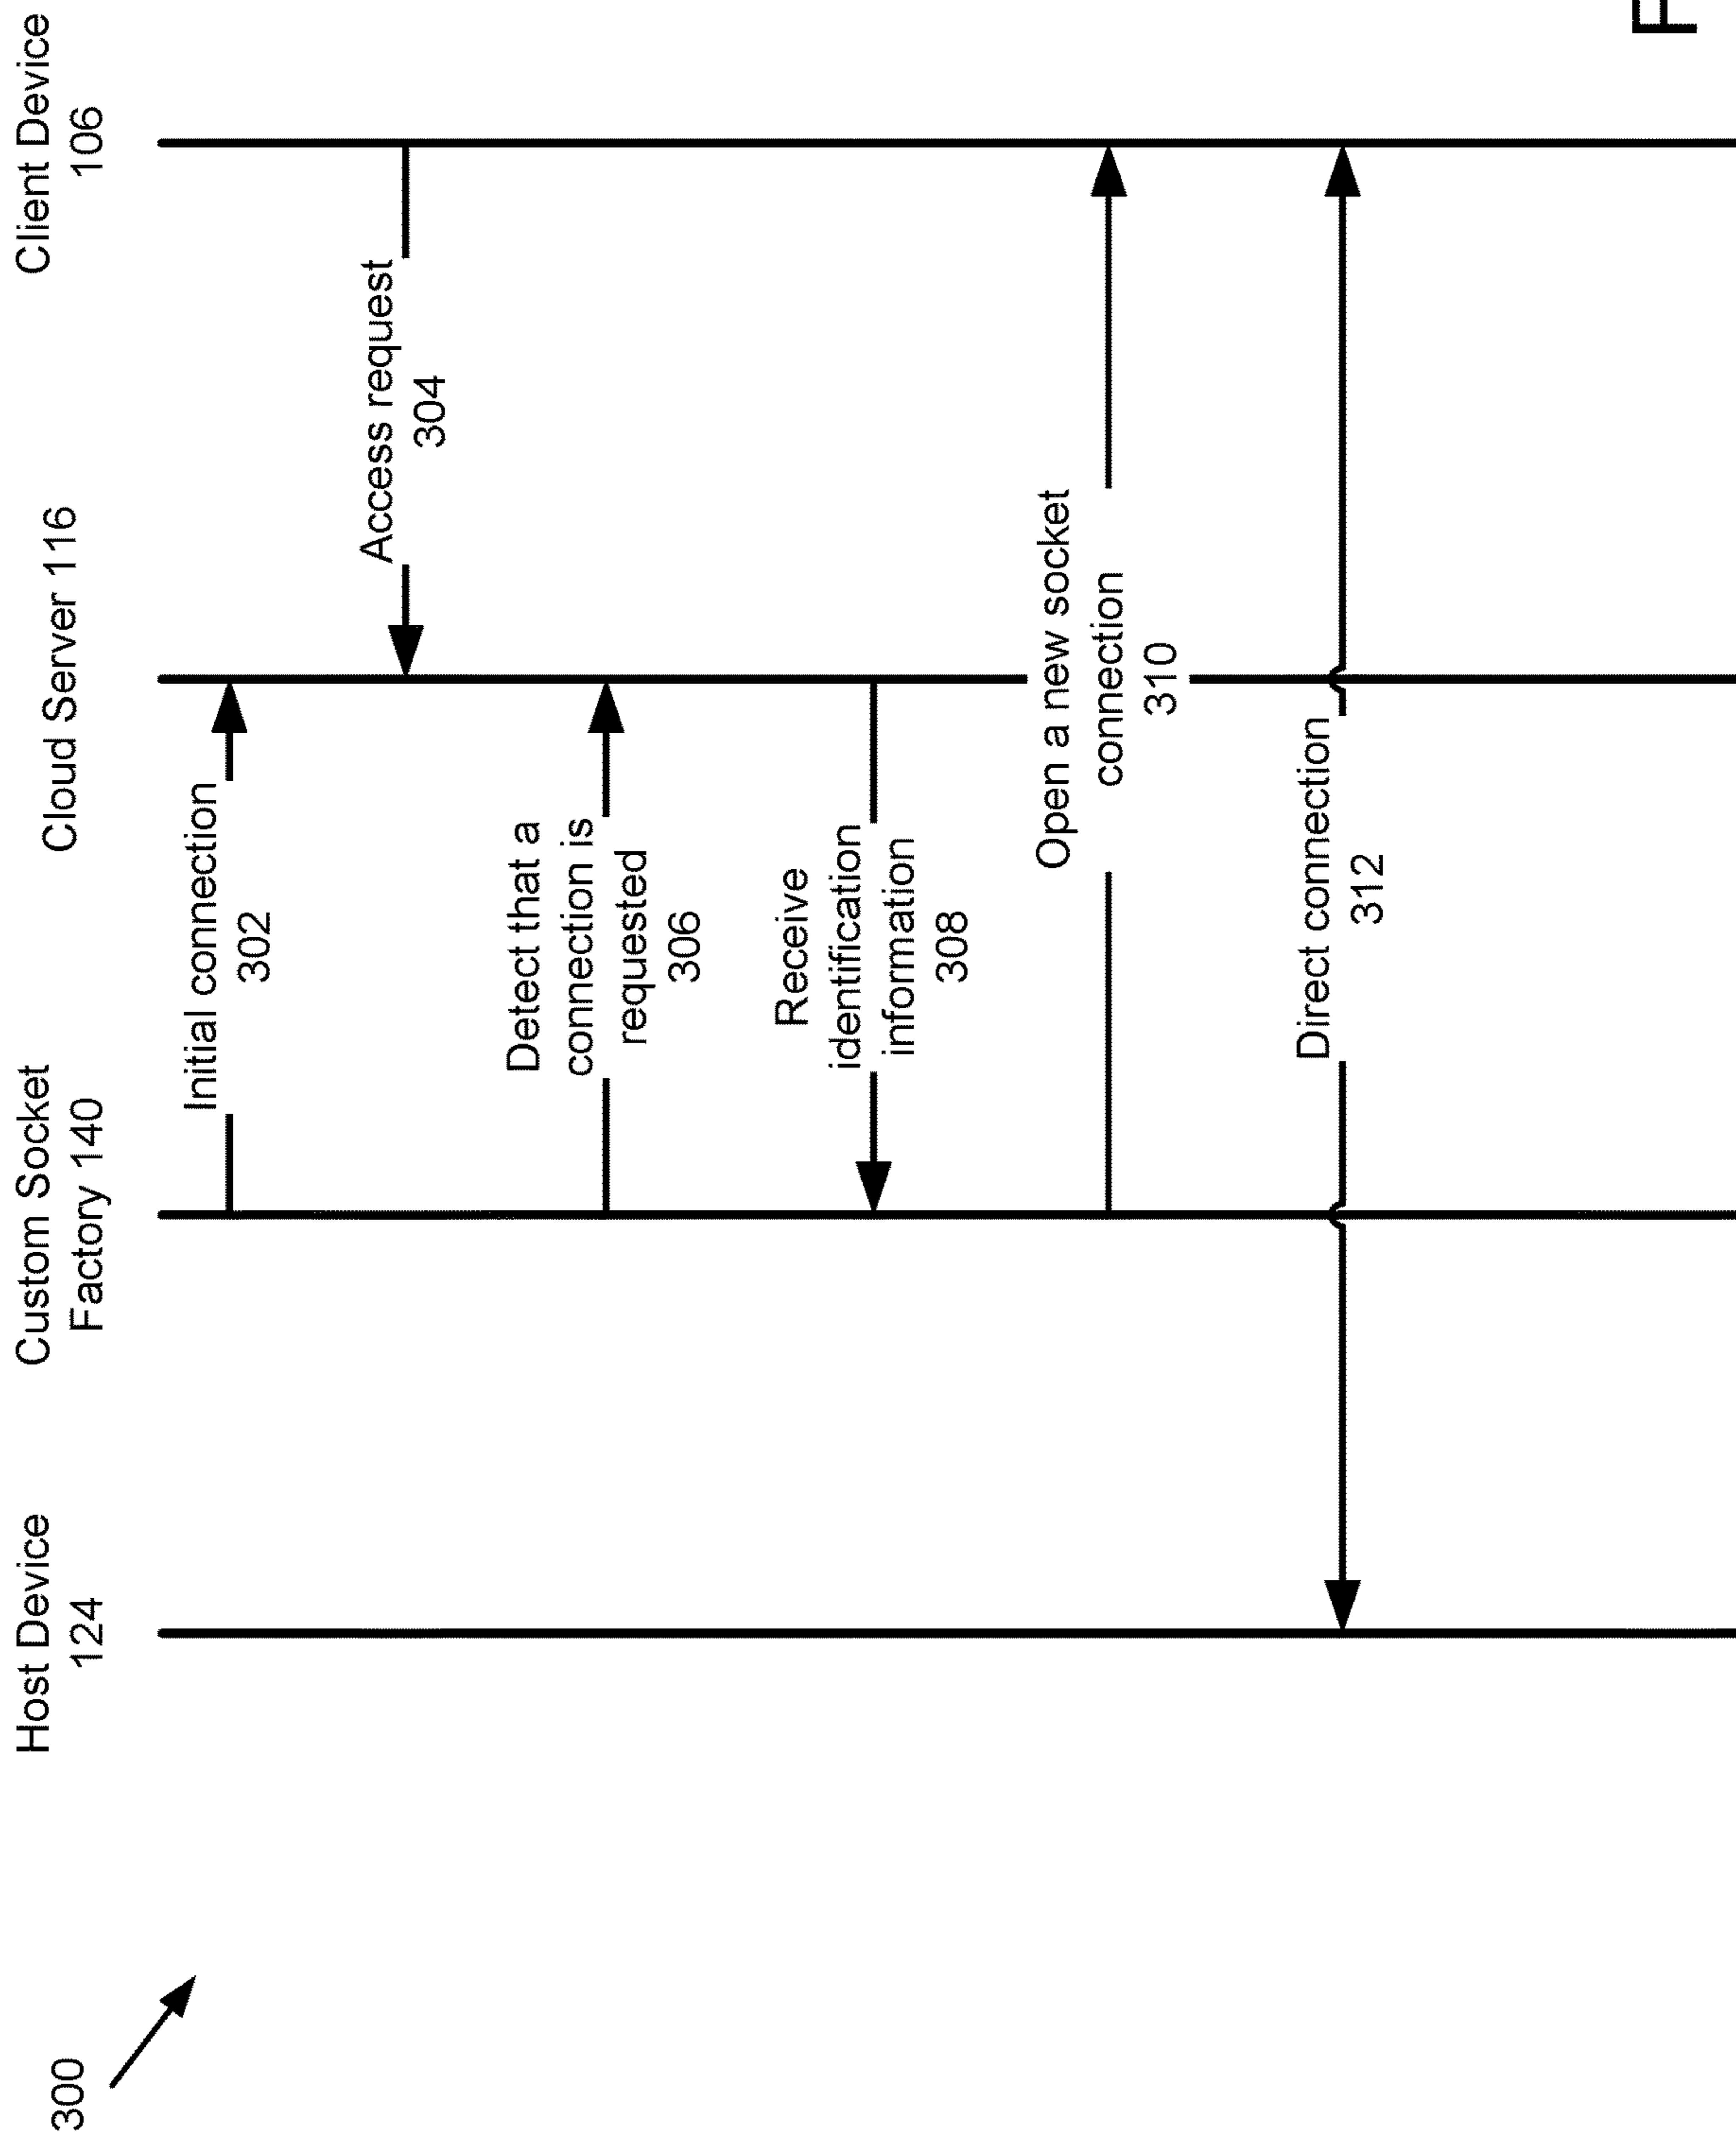 300
Host Device
124
Custom Socket
Factory 140
Cloud Server 116
Client Device
106
Initial connection
302
Access request
304
Detect that a
connection is
requested
306
Receive
identification
information
308
Open a new socket
connection
310
Direct connection
312